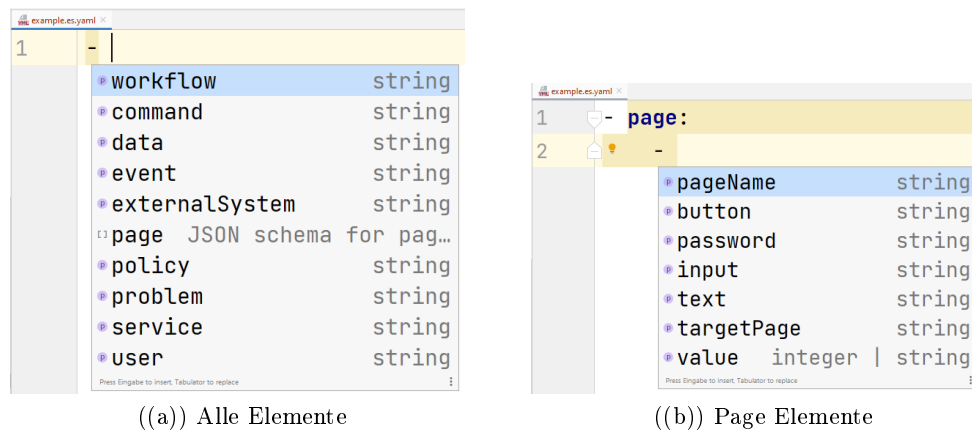 example.es.yaml
1 -
workflow string
command string
data string
event string
externalSystem string
page JSON schema for pag…
policy string
problem string
service string
user string
Press Eingabe to insert, Tabulator to replace
((a)) Alle Elemente
example.es.yaml
1 - page:
2 -
pageName string
button string
password string
input string
text string
targetPage string
value integer | string
Press Eingabe to insert, Tabulator to replace
((b)) Page Elemente